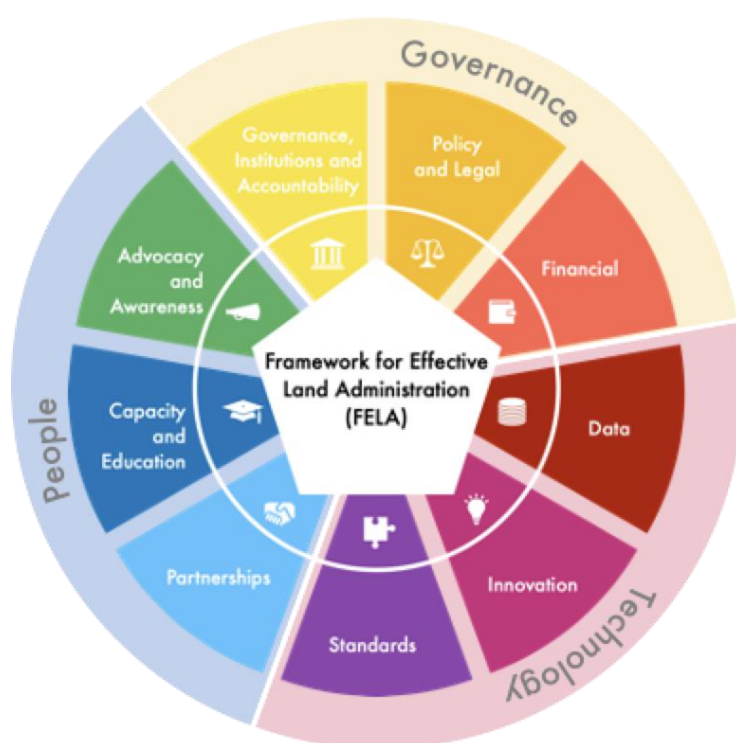 Governance
Governance,
Institutions and
Accountability
Policy
and Legal
Financial
Technology
Data
Innovation
Standards
People
Partnerships
Capacity
and
Education
Advocacy
and
Awareness
Framework for Effective
Land Administration
(FELA)